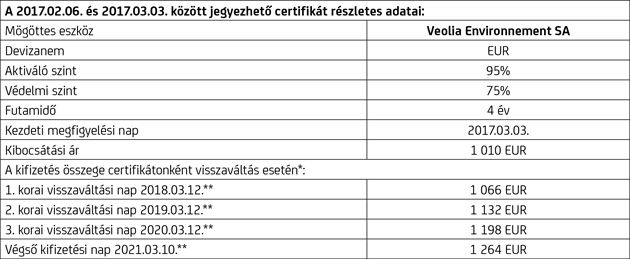 A 2017.02.06. és 2017.03.03. között jegyezhető certifikát részletes adatai:
Mögöttes eszköz Veolia Environnement SA
Devizanem EUR
Aktiváló szint 95%
Védelmi szint 75%
Futamidő 4 év
Kezdeti megfigyelési nap 2017.03.03.
Kibocsátási ár 1 010 EUR
A kifizetés összege certifikátonként visszaváltás esetén*:
1. korai visszaváltási nap 2018.03.12.** 1 066 EUR
2. korai visszaváltási nap 2019.03.12.** 1 132 EUR
3. korai visszaváltási nap 2020.03.12.** 1 198 EUR
Végső kifizetési nap 2021.03.10.** 1 264 EUR